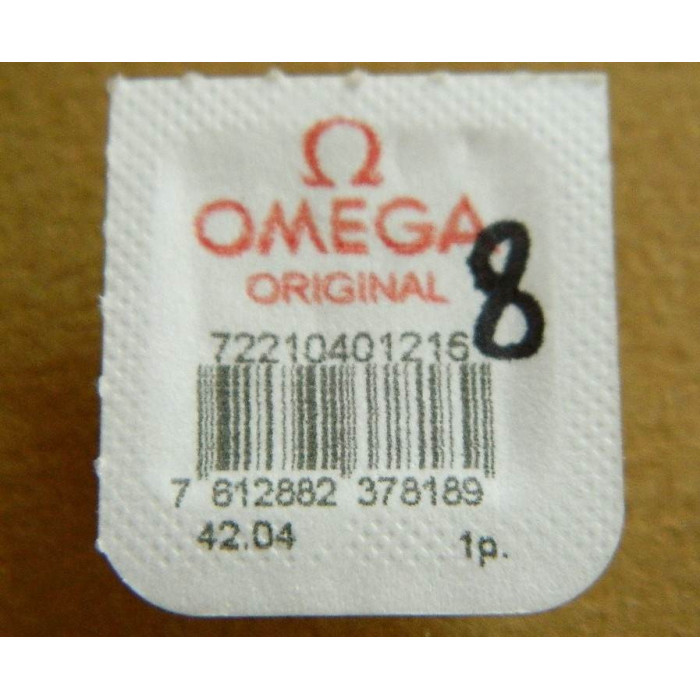 Ω
OMEGA
ORIGINAL
8
72210401216
7 612882 378189
42.04
1p.